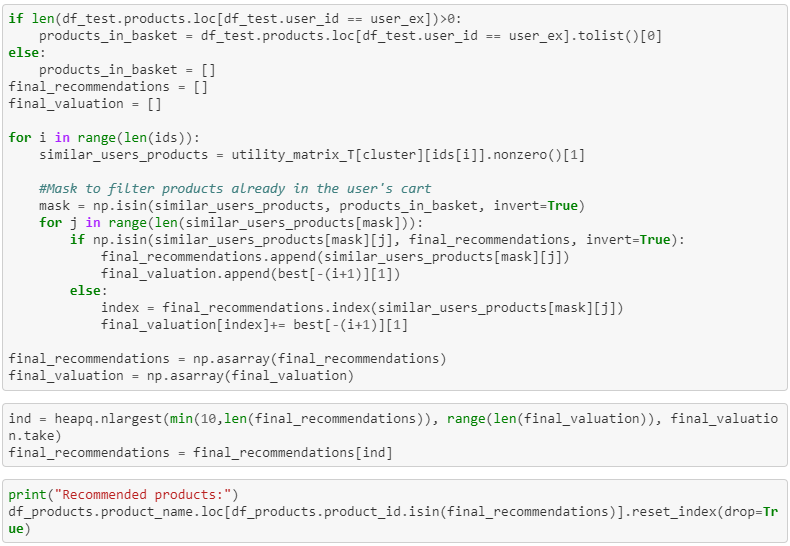 if len(df_test.products.loc[df_test.user_id == user_ex])>0:
    products_in_basket = df_test.products.loc[df_test.user_id == user_ex].tolist()[0]
else:
    products_in_basket = []
final_recommendations = []
final_valuation = []

for i in range(len(ids)):
    similar_users_products = utility_matrix_T[cluster][ids[i]].nonzero()[1]

    #Mask to filter products already in the user's cart
    mask = np.isin(similar_users_products, products_in_basket, invert=True)
    for j in range(len(similar_users_products[mask])):
        if np.isin(similar_users_products[mask][j], final_recommendations, invert=True):
            final_recommendations.append(similar_users_products[mask][j])
            final_valuation.append(best[-(i+1)][1])
        else:
            index = final_recommendations.index(similar_users_products[mask][j])
            final_valuation[index]+= best[-(i+1)][1]

final_recommendations = np.asarray(final_recommendations)
final_valuation = np.asarray(final_valuation)

ind = heapq.nlargest(min(10,len(final_recommendations)), range(len(final_valuation)), final_valuatio
n.take)
final_recommendations = final_recommendations[ind]

print("Recommended products:")
df_products.product_name.loc[df_products.product_id.isin(final_recommendations)].reset_index(drop=Tr
ue)